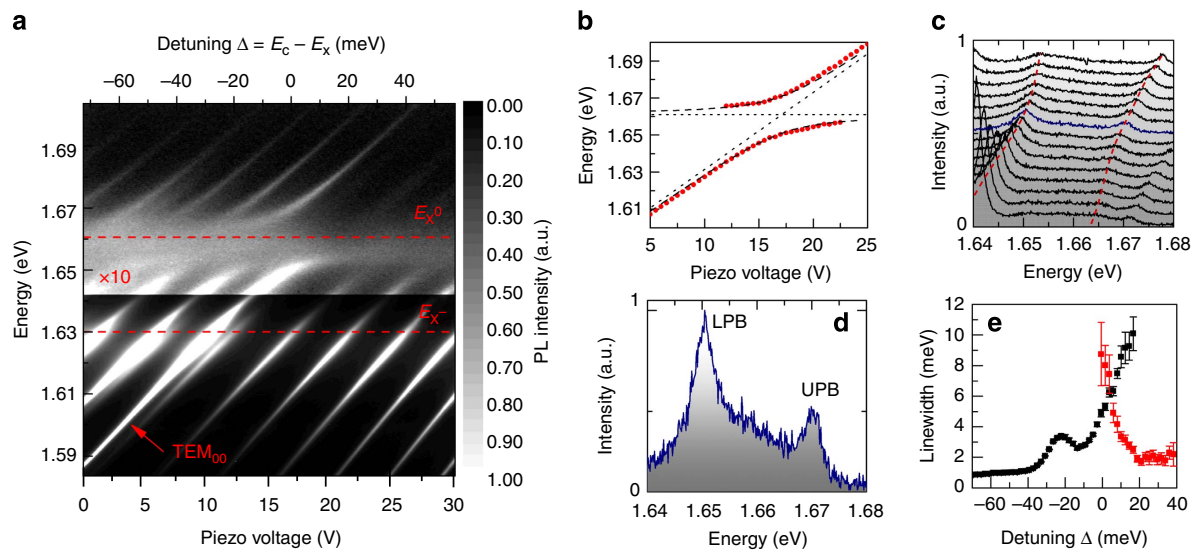 a
Detuning Δ = Ec – Ex (meV)
–60 –40 –20 0 20 40
1.69
1.67
1.65
1.63
1.61
1.59
Energy (eV)
EX0
×10
EX–
TEM00
0 5 10 15 20 25 30
Piezo voltage (V)
0.00
0.10
0.20
0.30
0.40
0.50
0.60
0.70
0.80
0.90
1.00
PL intensity (a.u.)
b
1.69
1.67
1.65
1.63
1.61
Energy (eV)
5 10 15 20 25
Piezo voltage (V)
c
1
0
Intensity (a.u.)
1.64 1.65 1.66 1.67 1.68
Energy (eV)
d
1
0
Intensity (a.u.)
LPB
UPB
1.64 1.65 1.66 1.67 1.68
Energy (eV)
e
12
10
8
6
4
2
0
Linewidth (meV)
–60 –40 –20 0 20 40
Detuning Δ (meV)